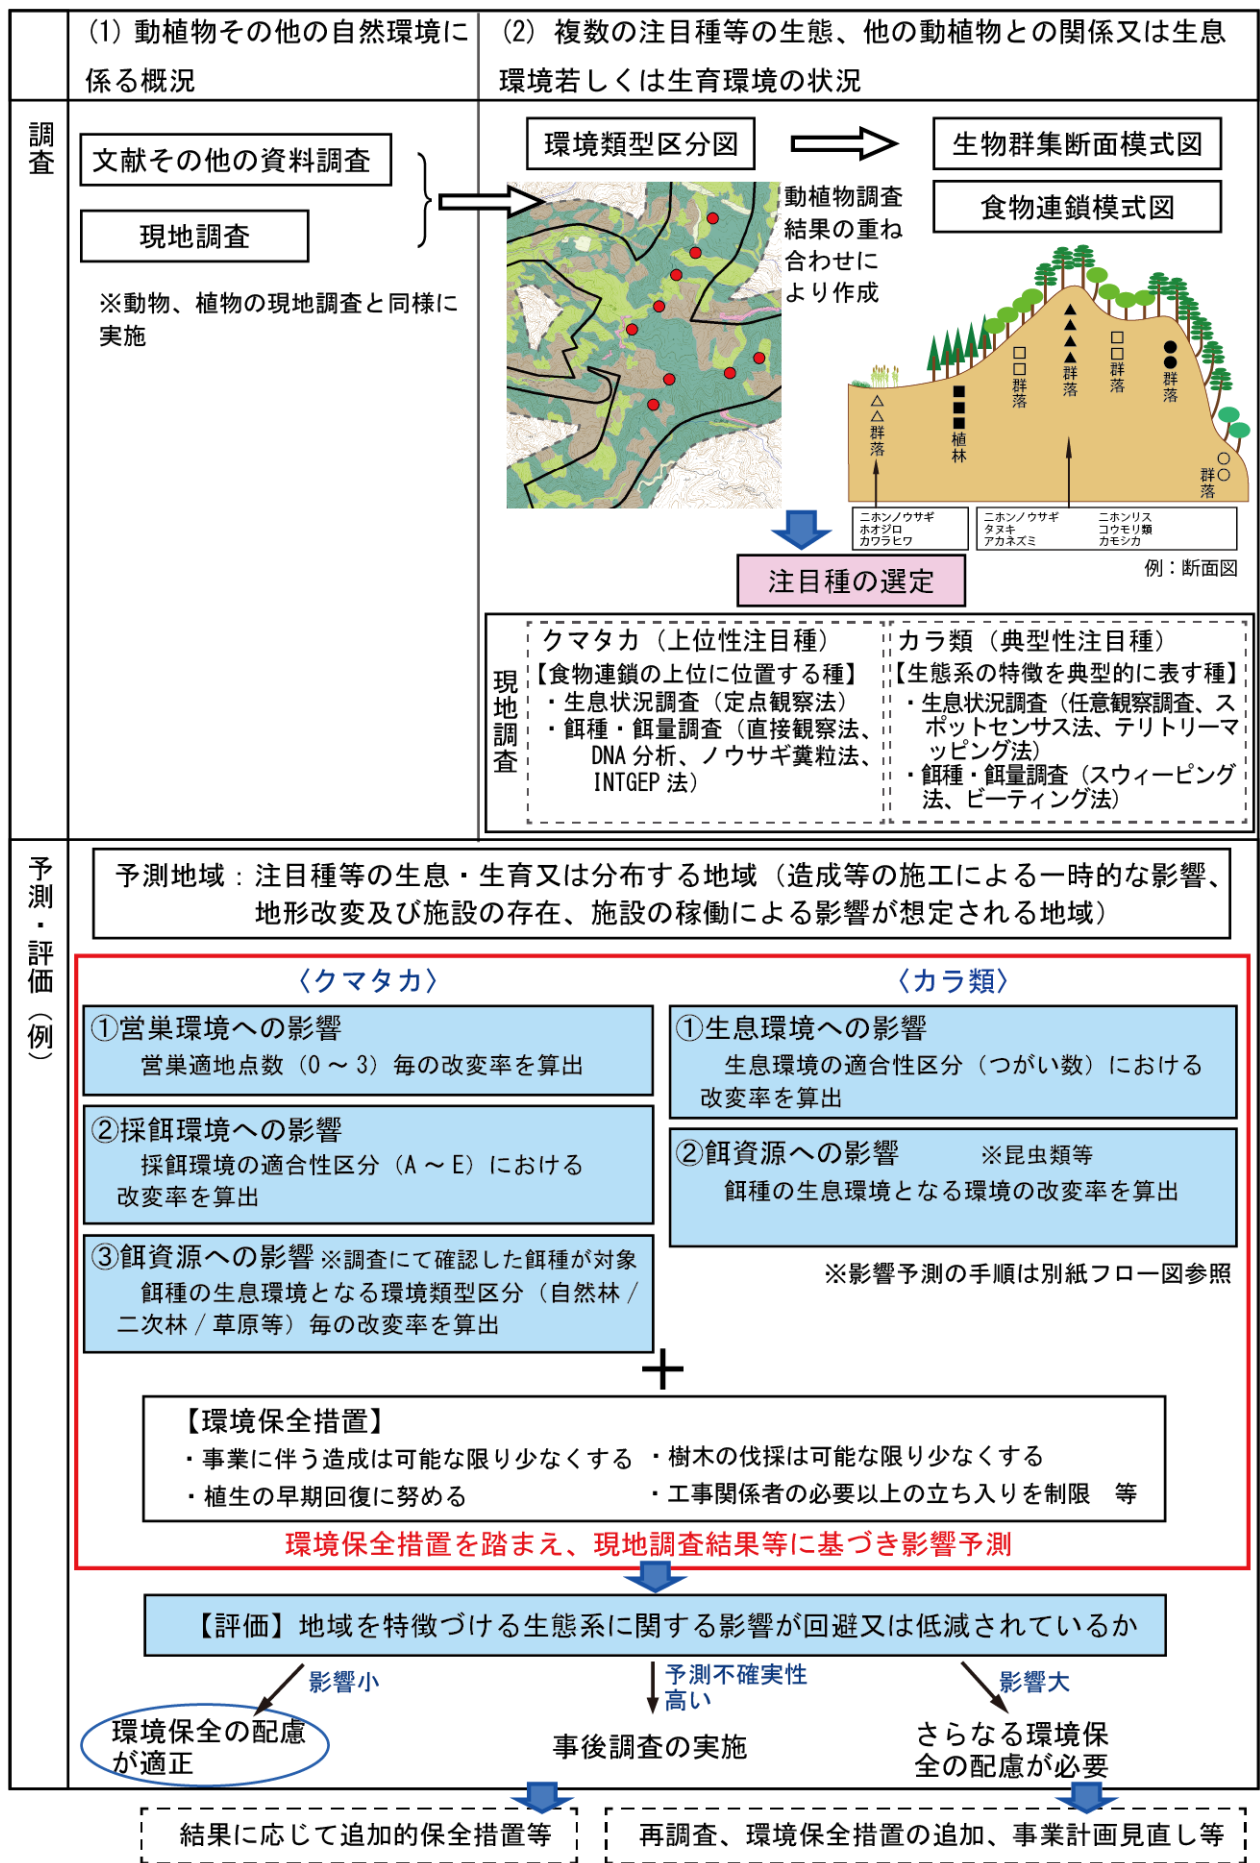 (1) 動植物その他の自然環境に
係る概況
(2) 複数の注目種等の生態、他の動植物との関係又は生息
環境若しくは生育環境の状況
調査
文献その他の資料調査
現地調査
※動物、植物の現地調査と同様に
実施
環境類型区分図
動植物調査
結果の重ね
合わせに
より作成
生物群集断面模式図
食物連鎖模式図
△△群落
■■■植林
□□群落
▲▲▲▲群落
□□群落
●●群落
○○群落
ニホンノウサギ
ホオジロ
カワラヒワ
ニホンノウサギ
タヌキ
アカネズミ
ニホンリス
コウモリ類
カモシカ
例：断面図
注目種の選定
現地調査
クマタカ（上位性注目種）
【食物連鎖の上位に位置する種】
・生息状況調査（定点観察法）
・餌種・餌量調査（直接観察法、
DNA 分析、ノウサギ糞粒法、
INTGEP 法）
カラ類（典型性注目種）
【生態系の特徴を典型的に表す種】
・生息状況調査（任意観察調査、ス
ポットセンサス法、テリトリーマ
ッピング法）
・餌種・餌量調査（スウィーピング
法、ビーティング法）
予測・評価（例）
予測地域：注目種等の生息・生育又は分布する地域（造成等の施工による一時的な影響、
地形改変及び施設の存在、施設の稼働による影響が想定される地域）
〈クマタカ〉
①営巣環境への影響
営巣適地点数（0 ～ 3）毎の改変率を算出
②採餌環境への影響
採餌環境の適合性区分（A ～ E）における
改変率を算出
③餌資源への影響 ※調査にて確認した餌種が対象
餌種の生息環境となる環境類型区分（自然林 /
二次林 / 草原等）毎の改変率を算出
〈カラ類〉
①生息環境への影響
生息環境の適合性区分（つがい数）における
改変率を算出
②餌資源への影響 ※昆虫類等
餌種の生息環境となる環境の改変率を算出
※影響予測の手順は別紙フロー図参照
＋
【環境保全措置】
・事業に伴う造成は可能な限り少なくする
・樹木の伐採は可能な限り少なくする
・植生の早期回復に努める
・工事関係者の必要以上の立ち入りを制限 等
環境保全措置を踏まえ、現地調査結果等に基づき影響予測
【評価】地域を特徴づける生態系に関する影響が回避又は低減されているか
影響小
予測不確実性
高い
影響大
環境保全の配慮
が適正
事後調査の実施
さらなる環境保
全の配慮が必要
結果に応じて追加的保全措置等
再調査、環境保全措置の追加、事業計画見直し等